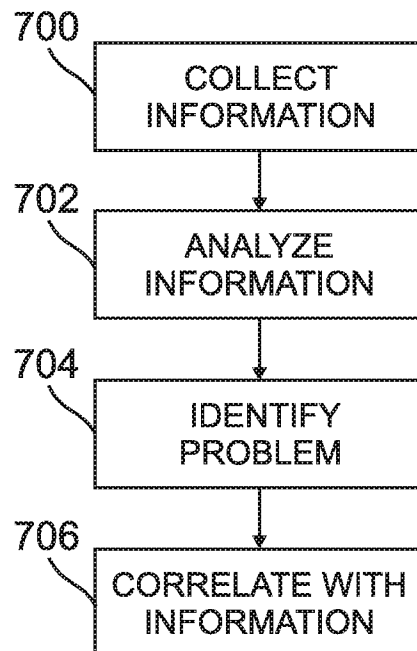 700
COLLECT
INFORMATION
702
ANALYZE
INFORMATION
704
IDENTIFY
PROBLEM
706
CORRELATE WITH
INFORMATION